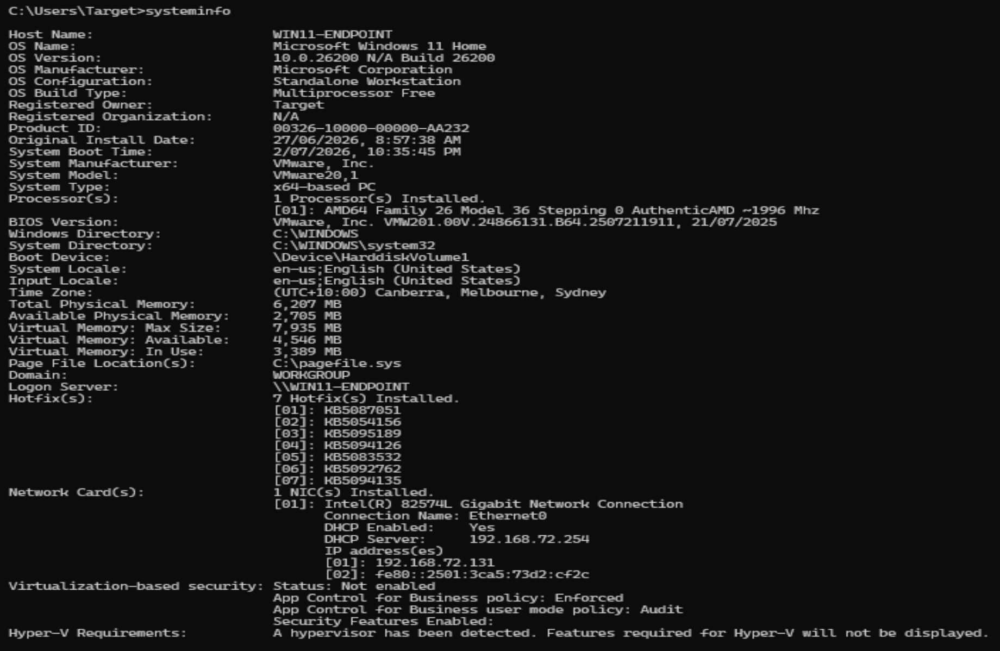 C:\Users\Target>systeminfo
Host Name: WIN11-ENDPOINT
OS Name: Microsoft Windows 11 Home
OS Version: 10.0.26200 N/A Build 26200
OS Manufacturer: Microsoft Corporation
OS Configuration: Standalone Workstation
OS Build Type: Multiprocessor Free
Registered Owner: Target
Registered Organization: N/A
Product ID: 00326-10000-00000-AA232
Original Install Date: 27/06/2026, 8:57:38 AM
System Boot Time: 2/07/2026, 10:35:45 PM
System Manufacturer: VMware, Inc.
System Model: VMware20,1
System Type: x64-based PC
Processor(s): 1 Processor(s) Installed.
[01]: AMD64 Family 26 Model 36 Stepping 0 AuthenticAMD ~1996 Mhz
BIOS Version: VMware, Inc. VMW201.00V.24866131.B64.2507211911, 21/07/2025
Windows Directory: C:\WINDOWS
System Directory: C:\WINDOWS\system32
Boot Device: \Device\HarddiskVolume1
System Locale: en-us;English (United States)
Input Locale: en-us;English (United States)
Time Zone: (UTC+10:00) Canberra, Melbourne, Sydney
Total Physical Memory: 6,207 MB
Available Physical Memory: 2,705 MB
Virtual Memory: Max Size: 7,935 MB
Virtual Memory: Available: 4,546 MB
Virtual Memory: In Use: 3,389 MB
Page File Location(s): C:\pagefile.sys
Domain: WORKGROUP
Logon Server: \\WIN11-ENDPOINT
Hotfix(s): 7 Hotfix(s) Installed.
[01]: KB5087051
[02]: KB5054156
[03]: KB5095189
[04]: KB5094126
[05]: KB5083532
[06]: KB5092762
[07]: KB5094135
Network Card(s): 1 NIC(s) Installed.
[01]: Intel(R) 82574L Gigabit Network Connection
Connection Name: Ethernet0
DHCP Enabled: Yes
DHCP Server: 192.168.72.254
IP address(es)
[01]: 192.168.72.131
[02]: fe80::2501:3ca5:73d2:cf2c
Virtualization-based security: Status: Not enabled
App Control for Business policy: Enforced
App Control for Business user mode policy: Audit
Security Features Enabled:
Hyper-V Requirements: A hypervisor has been detected. Features required for Hyper-V will not be displayed.